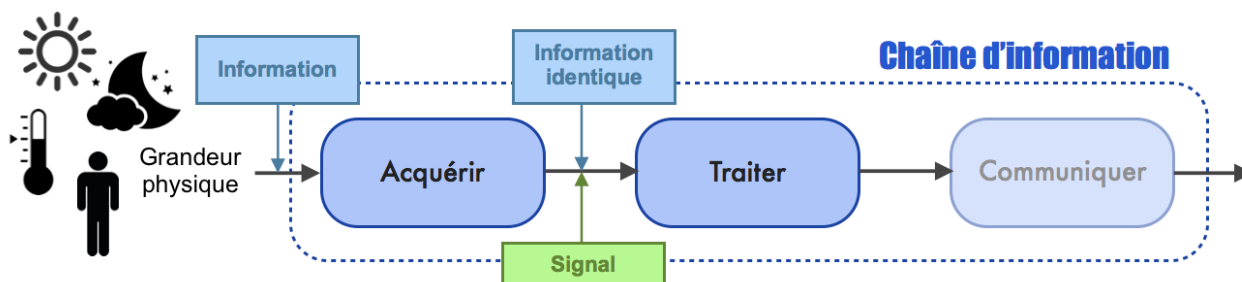 Chaîne d'information
Information
Information
identique
Grandeur
physique
Acquérir
Traiter
Communiquer
Signal